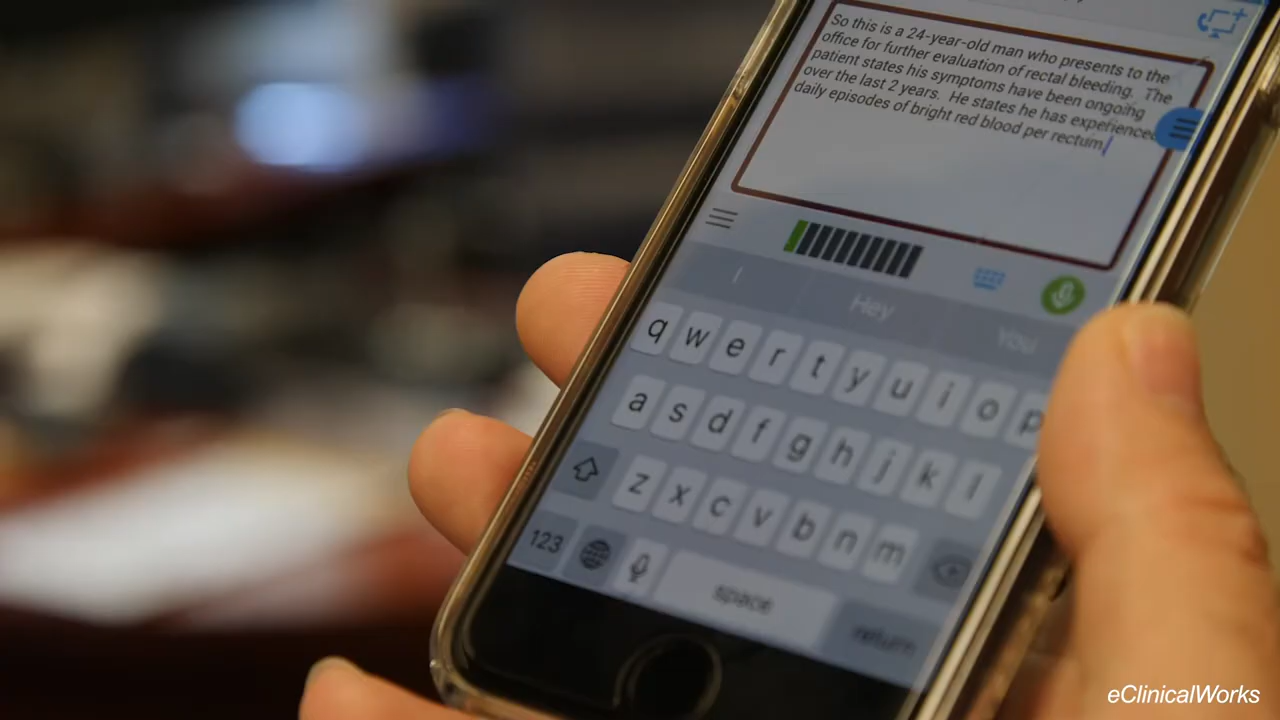 So this is a 24-year-old man who presents to the
office for further evaluation of rectal bleeding. The
patient states his symptoms have been ongoing
over the last 2 years. He states he has experienced
daily episodes of bright red blood per rectum.
I Hey You
q w e r t y u i o p
a s d f g h j k l
z x c v b n m
123 space return
eClinicalWorks